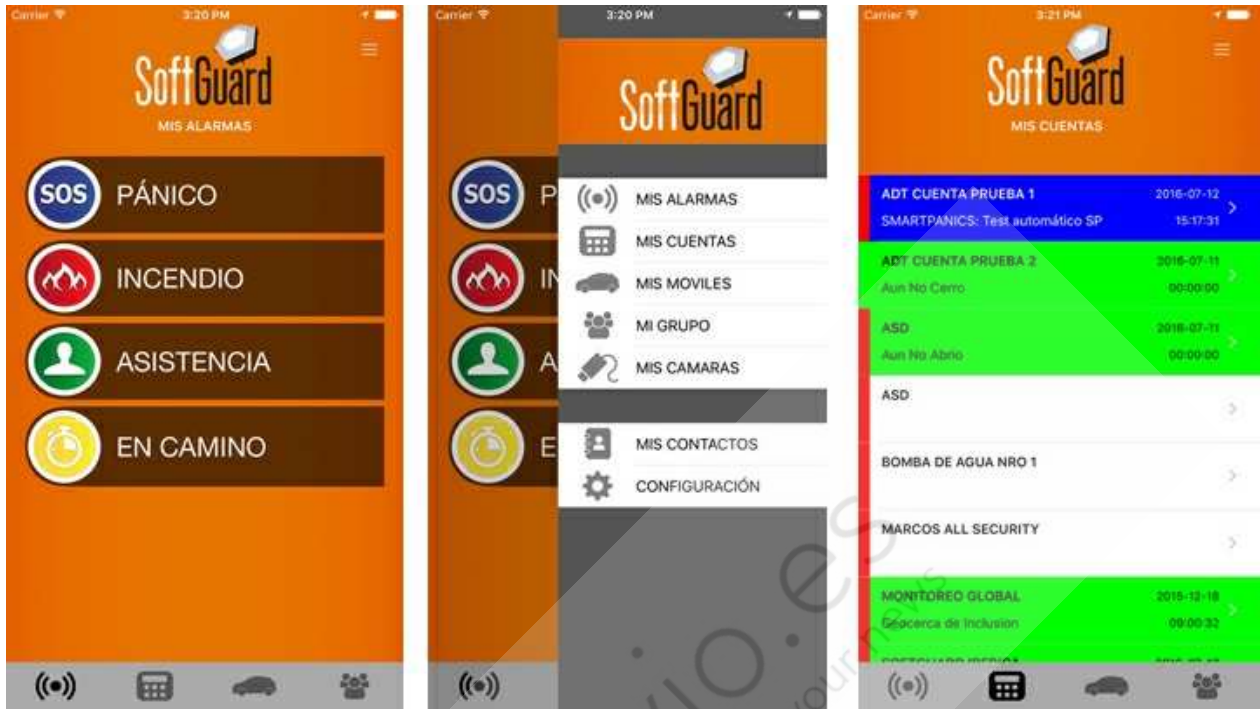 Carrier 3:20 PM
SoftGuard
MIS ALARMAS
SOS PÁNICO
INCENDIO
ASISTENCIA
EN CAMINO
Carrier 3:20 PM
SoftGuard
SOS P
IN
A
E
MIS ALARMAS
MIS CUENTAS
MIS MOVILES
MI GRUPO
MIS CAMARAS
MIS CONTACTOS
CONFIGURACIÓN
Carrier 3:21 PM
SoftGuard
MIS CUENTAS
ADT CUENTA PRUEBA 1 2016-07-12
SMARTPANICS: Test automático SP 15:17:31
ADT CUENTA PRUEBA 2 2016-07-11
Aun No Cerro 00:00:00
ASD 2016-07-11
Aun No Abrio 00:00:00
ASD
BOMBA DE AGUA NRO 1
MARCOS ALL SECURITY
MONITOREO GLOBAL 2015-12-18
Geocerca de Inclusion 09:00:32
vio.es
your news